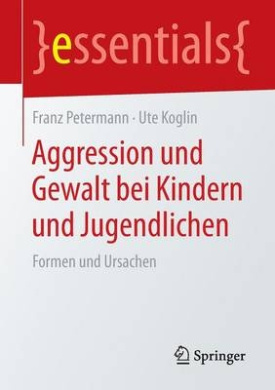 }essentials{
Franz Petermann · Ute Koglin
Aggression und
Gewalt bei Kindern
und Jugendlichen
Formen und Ursachen
Springer